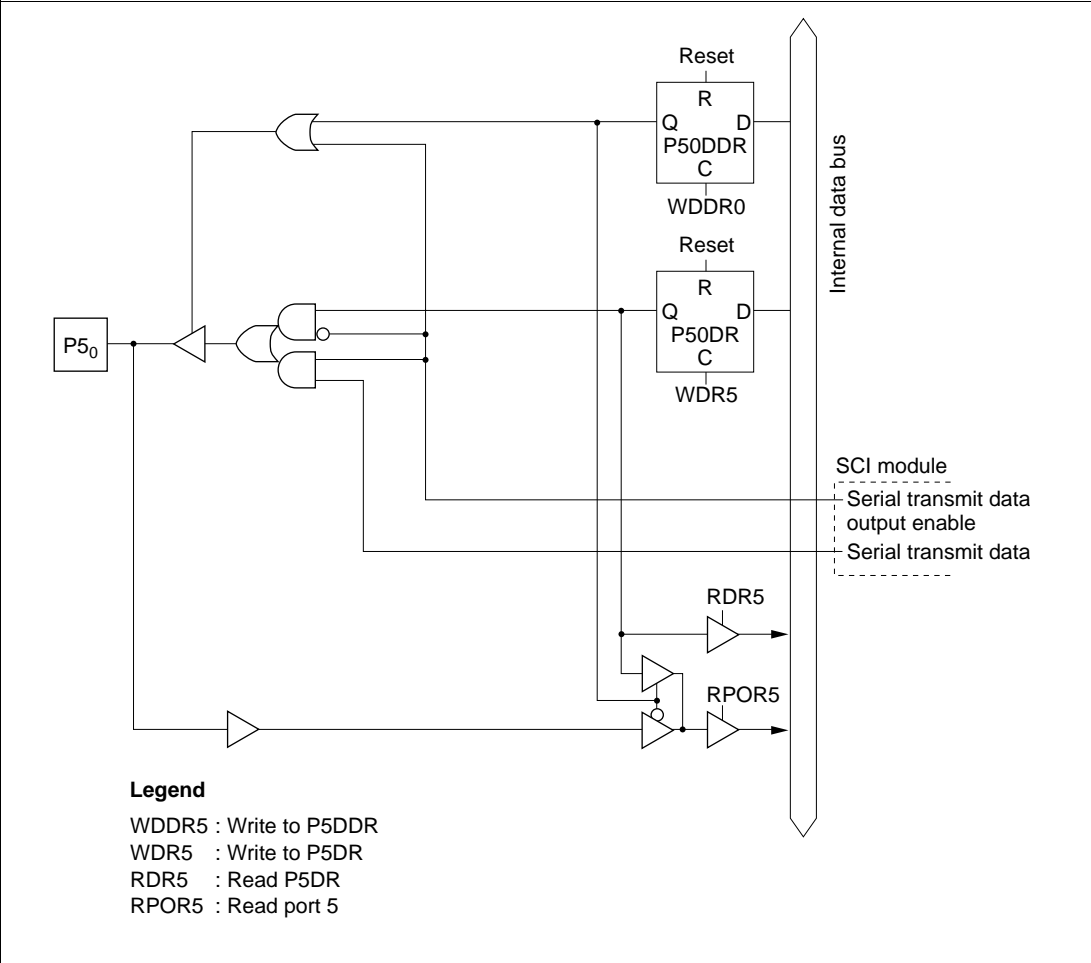 Reset
R
Q D
P50DDR
C
WDDR0
Reset
R
Q D
P50DR
C
WDR5
Internal data bus
P5₀
SCI module
Serial transmit data
output enable
Serial transmit data
RDR5
RPOR5
Legend
WDDR5 : Write to P5DDR
WDR5 : Write to P5DR
RDR5 : Read P5DR
RPOR5 : Read port 5